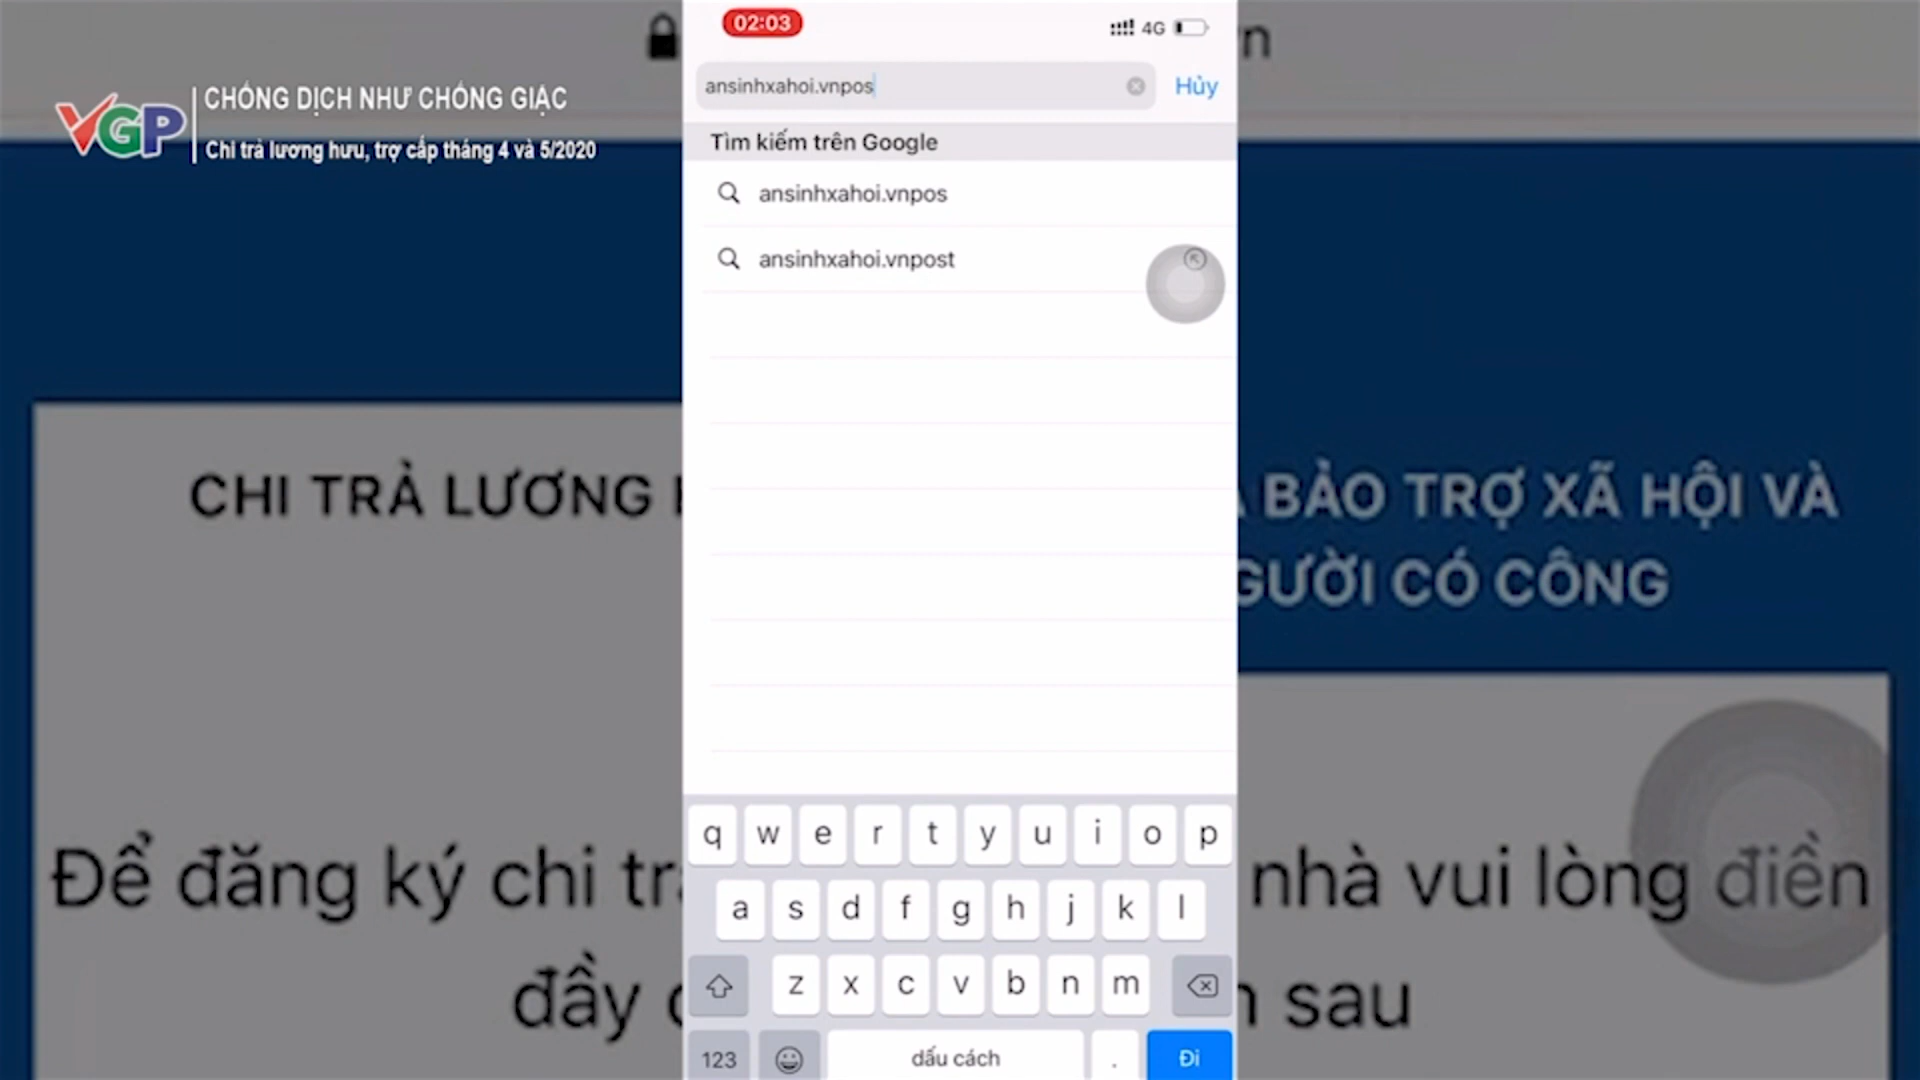 VGP
CHỐNG DỊCH NHƯ CHỐNG GIẶC
Chi trả lương hưu, trợ cấp tháng 4 và 5/2020
02:03
4G
ansinhxahoi.vnpos
Hủy
Tìm kiếm trên Google
ansinhxahoi.vnpos
ansinhxahoi.vnpost
CHI TRẢ LƯƠNG
BẢO TRỢ XÃ HỘI VÀ
GƯỜI CÓ CÔNG
Để đăng ký chi tr
nhà vui lòng điền
đầy
sau
q w e r t y u i o p
a s d f g h j k l
z x c v b n m
123 dấu cách . Đi